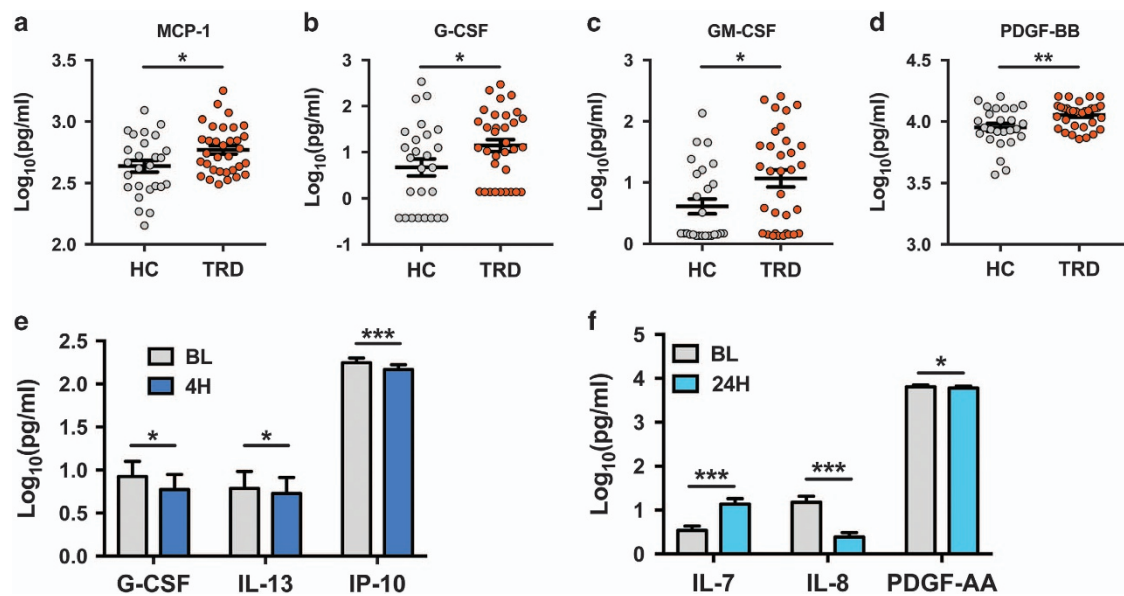 a
MCP-1
*
Log10(pg/ml)
3.5
3.0
2.5
2.0
HC TRD
b
G-CSF
*
Log10(pg/ml)
3
2
1
0
-1
HC TRD
c
GM-CSF
*
Log10(pg/ml)
3
2
1
0
HC TRD
d
PDGF-BB
**
Log10(pg/ml)
4.5
4.0
3.5
3.0
HC TRD
e
BL
4H
Log10(pg/ml)
2.5
2.0
1.5
1.0
0.5
0.0
*
*
***
G-CSF IL-13 IP-10
f
BL
24H
Log10(pg/ml)
5
4
3
2
1
0
***
***
*
IL-7 IL-8 PDGF-AA